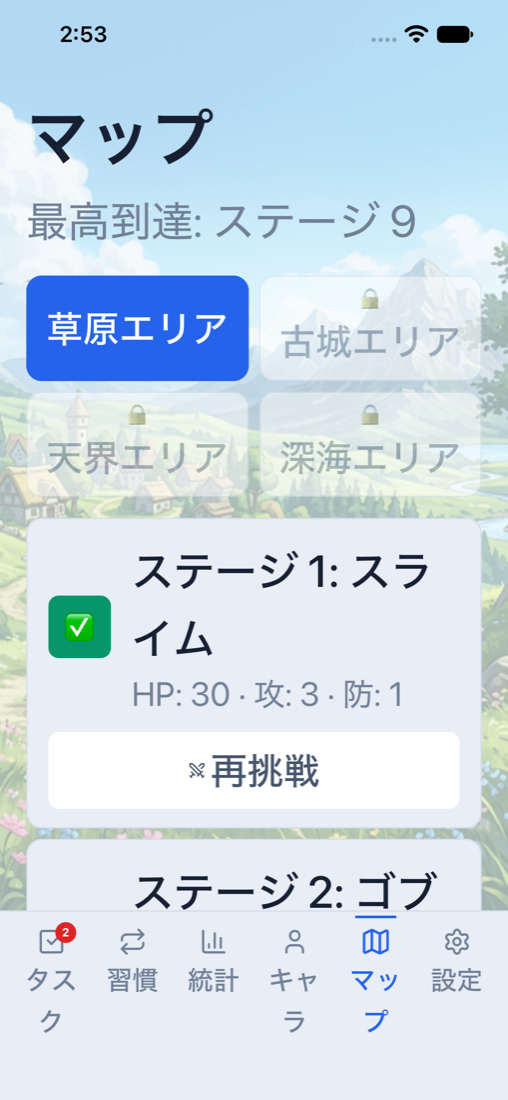 2:53
マップ
最高到達: ステージ 9
草原エリア
古城エリア
天界エリア
深海エリア
ステージ 1: スラ
イム
HP: 30 · 攻: 3 · 防: 1
再挑戦
ステージ 2: ゴブ
2
タス
ク
習慣
統計
キャ
ラ
マッ
プ
設定